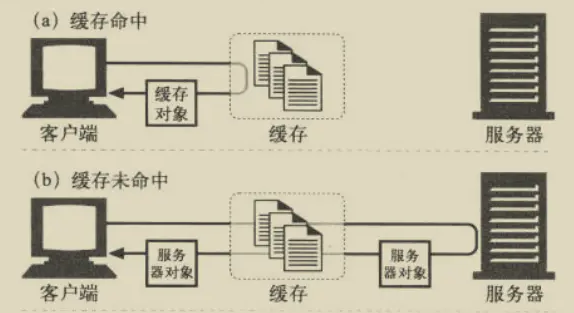 (a) 缓存命中
缓存
对象
客户端
缓存
服务器
(b) 缓存未命中
服务
器对象
服务
器对象
客户端
缓存
服务器